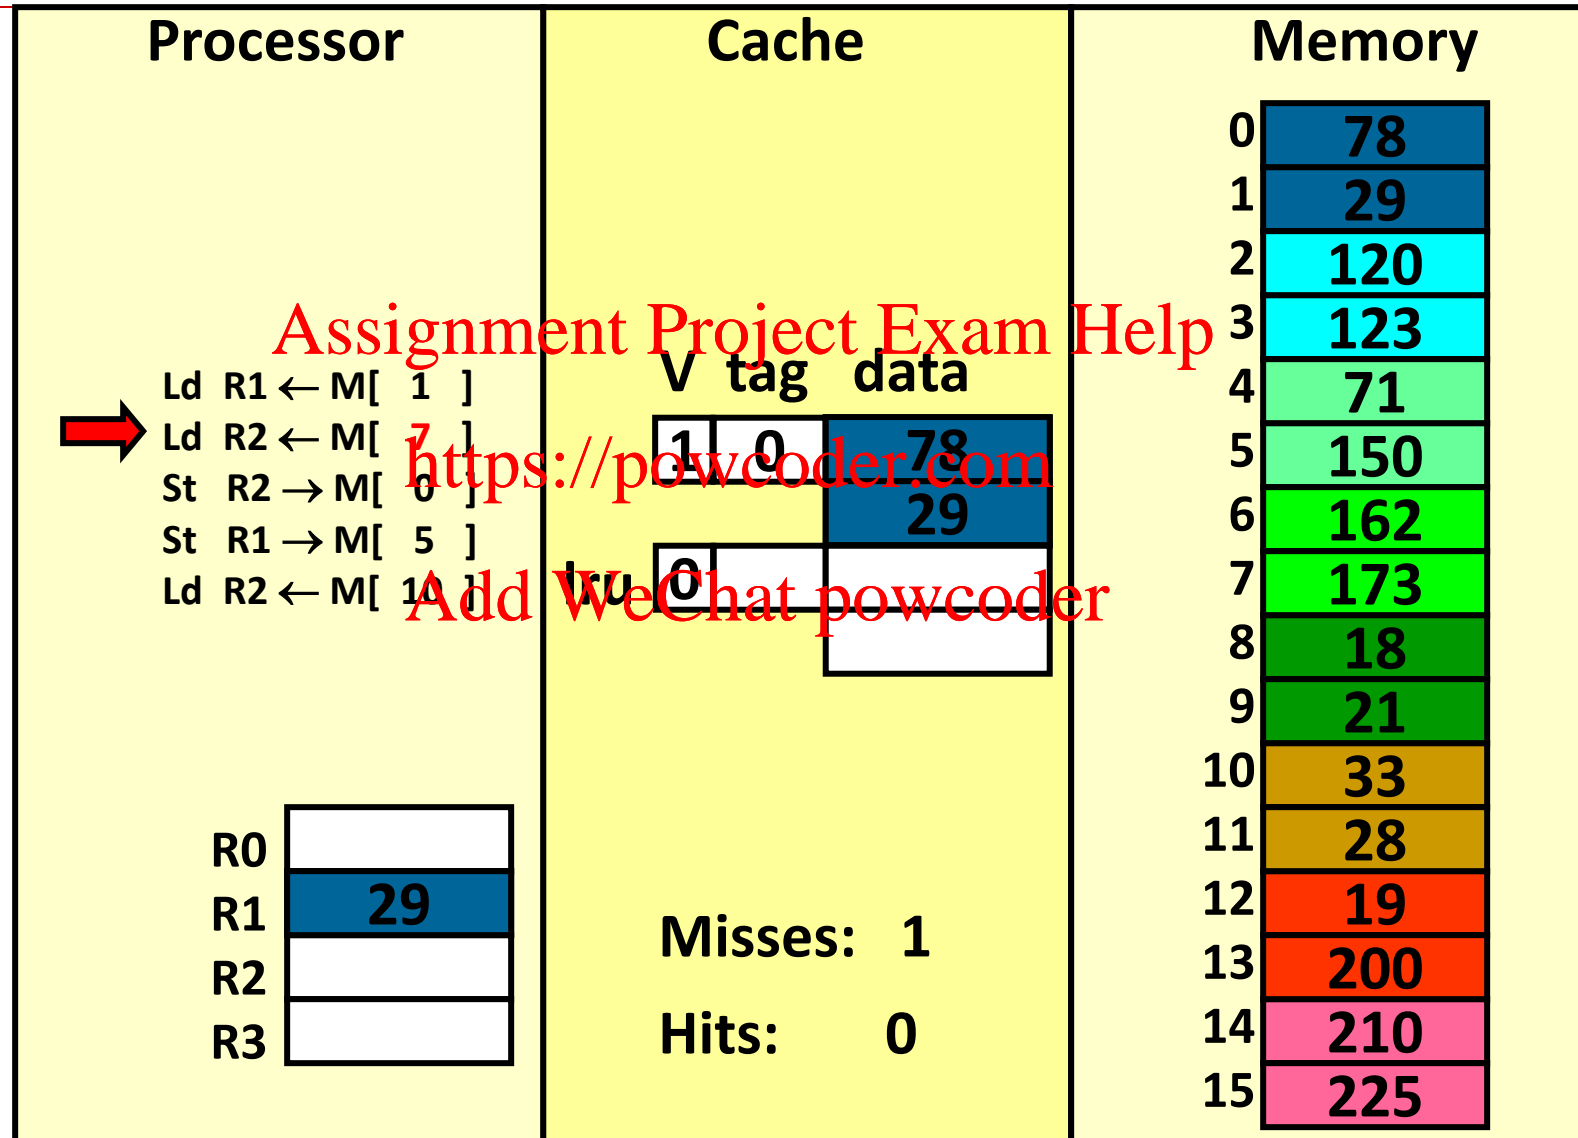 Processor
Cache
Memory
Assignment Project Exam Help
https://powcoder.com
Add WeChat powcoder
Ld R1 ← M[ 1 ]
Ld R2 ← M[ 7 ]
St R2 → M[ 0 ]
St R1 → M[ 5 ]
Ld R2 ← M[ 10 ]
R0
R1 29
R2
R3
V tag data
1 0 78
29
lru 0
Misses: 1
Hits: 0
0 78
1 29
2 120
3 123
4 71
5 150
6 162
7 173
8 18
9 21
10 33
11 28
12 19
13 200
14 210
15 225